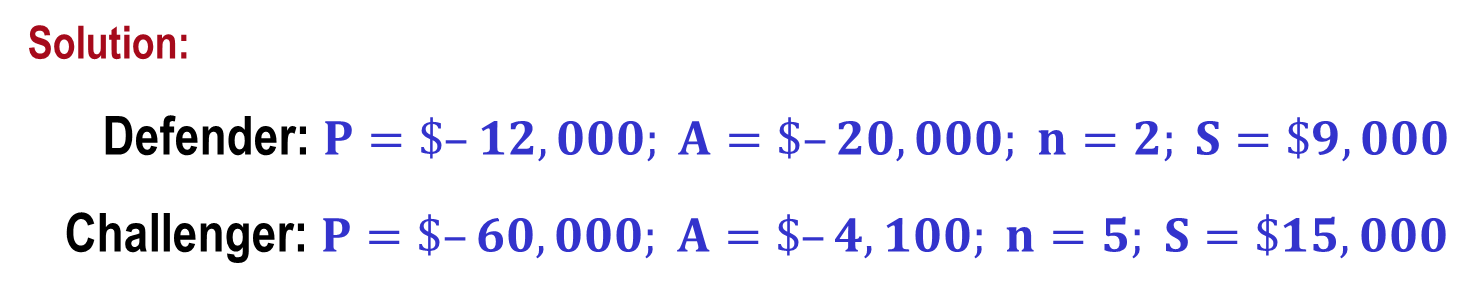 Solution:
Defender: P = $– 12,000; A = $– 20,000; n = 2; S = $9,000
Challenger: P = $– 60,000; A = $– 4,100; n = 5; S = $15,000